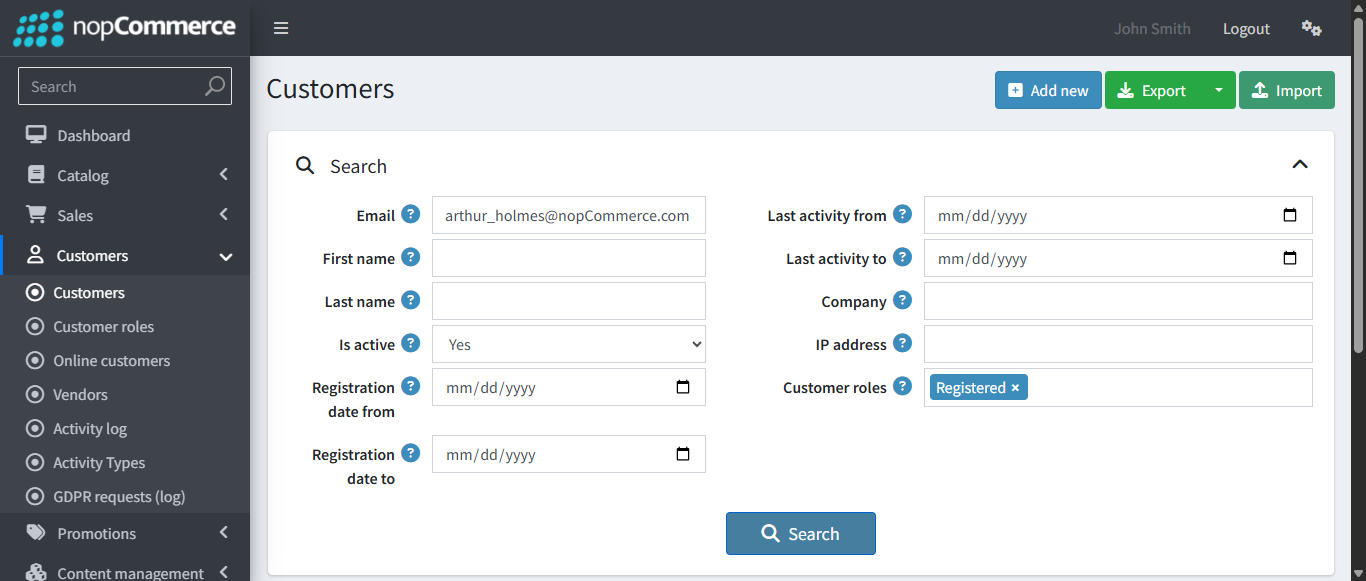 nopCommerce
John Smith
Logout
Search
Dashboard
Catalog
Sales
Customers
Customers
Customer roles
Online customers
Vendors
Activity log
Activity Types
GDPR requests (log)
Promotions
Content management
Customers
Add new
Export
Import
Search
Email ?
arthur_holmes@nopCommerce.com
First name ?
Last name ?
Is active ?
Yes
Registration ?
date from
mm/dd/yyyy
Registration ?
date to
mm/dd/yyyy
Last activity from ?
mm/dd/yyyy
Last activity to ?
mm/dd/yyyy
Company ?
IP address ?
Customer roles ?
Registered ×
Search